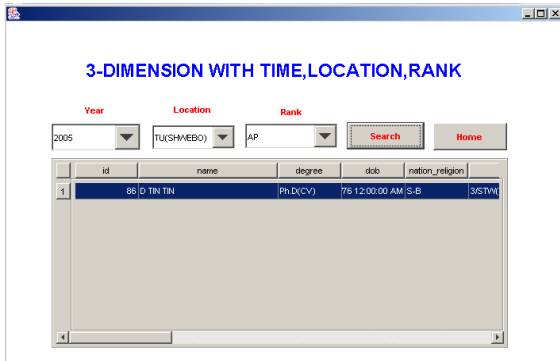 3-DIMENSION WITH TIME,LOCATION,RANK
Year Location Rank
2005 TU(SHWEBO) AP Search Home
id name degree dob nation_religion
1 86 D TIN TIN Ph.D(CV) 76 12:00:00 AM S-B 3/STW(